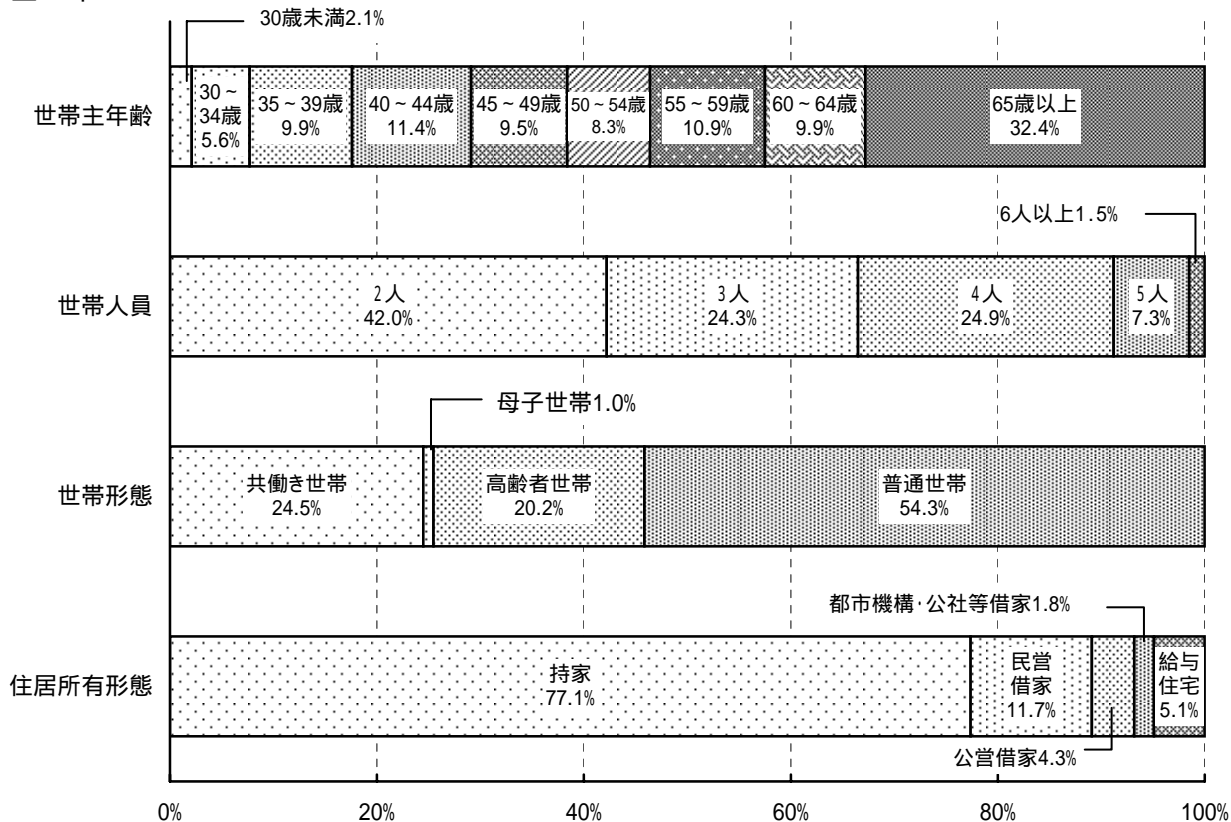 30歳未満2.1%
世帯主年齢
30～
34歳
5.6%
35～39歳
9.9%
40～44歳
11.4%
45～49歳
9.5%
50～54歳
8.3%
55～59歳
10.9%
60～64歳
9.9%
65歳以上
32.4%
6人以上1.5%
世帯人員
2人
42.0%
3人
24.3%
4人
24.9%
5人
7.3%
母子世帯1.0%
世帯形態
共働き世帯
24.5%
高齢者世帯
20.2%
普通世帯
54.3%
都市機構･公社等借家1.8%
住居所有形態
持家
77.1%
民営
借家
11.7%
給与
住宅
5.1%
公営借家4.3%
0%
20%
40%
60%
80%
100%